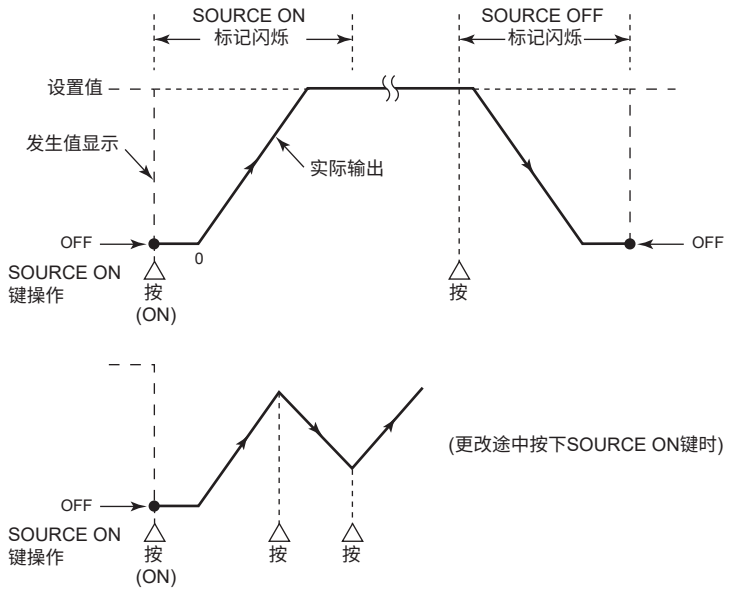 SOURCE ON
标记闪烁
SOURCE OFF
标记闪烁
设置值
发生值显示
实际输出
OFF
0
OFF
SOURCE ON
键操作
按
(ON)
按
(更改途中按下SOURCE ON键时)
OFF
SOURCE ON
键操作
按
(ON)
按
按